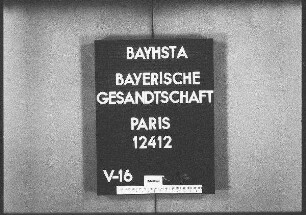 BAYHSTA
BAYERISCHE
GESANDTSCHAFT
PARIS
12412
V-16